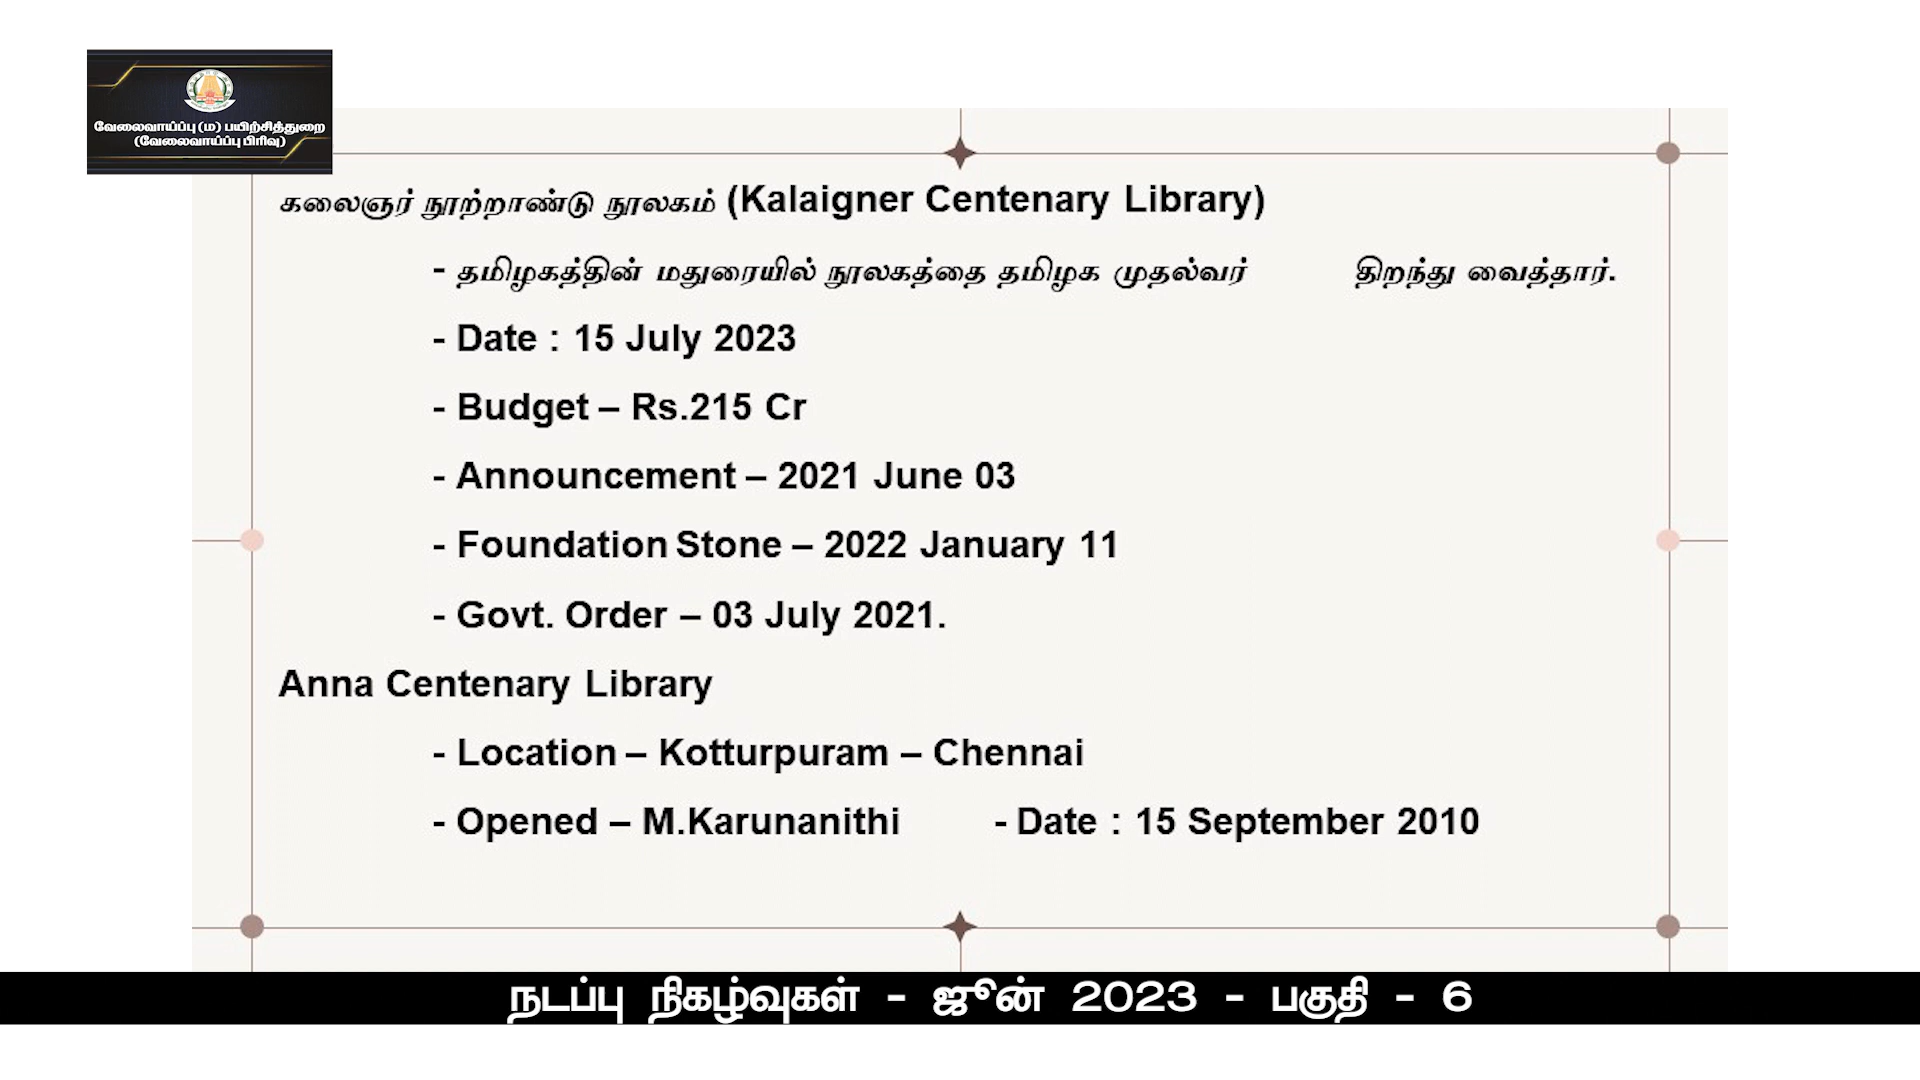 வேலைவாய்ப்பு (ம) பயிற்சித்துறை
(வேலைவாய்ப்பு பிரிவு)
கலைஞர் நூற்றாண்டு நூலகம் (Kalaigner Centenary Library)
- தமிழகத்தின் மதுரையில் நூலகத்தை தமிழக முதல்வர் திறந்து வைத்தார்.
- Date : 15 July 2023
- Budget – Rs.215 Cr
- Announcement – 2021 June 03
- Foundation Stone – 2022 January 11
- Govt. Order – 03 July 2021.
Anna Centenary Library
- Location – Kotturpuram – Chennai
- Opened – M.Karunanithi - Date : 15 September 2010
நடப்பு நிகழ்வுகள் - ஜூன் 2023 - பகுதி - 6